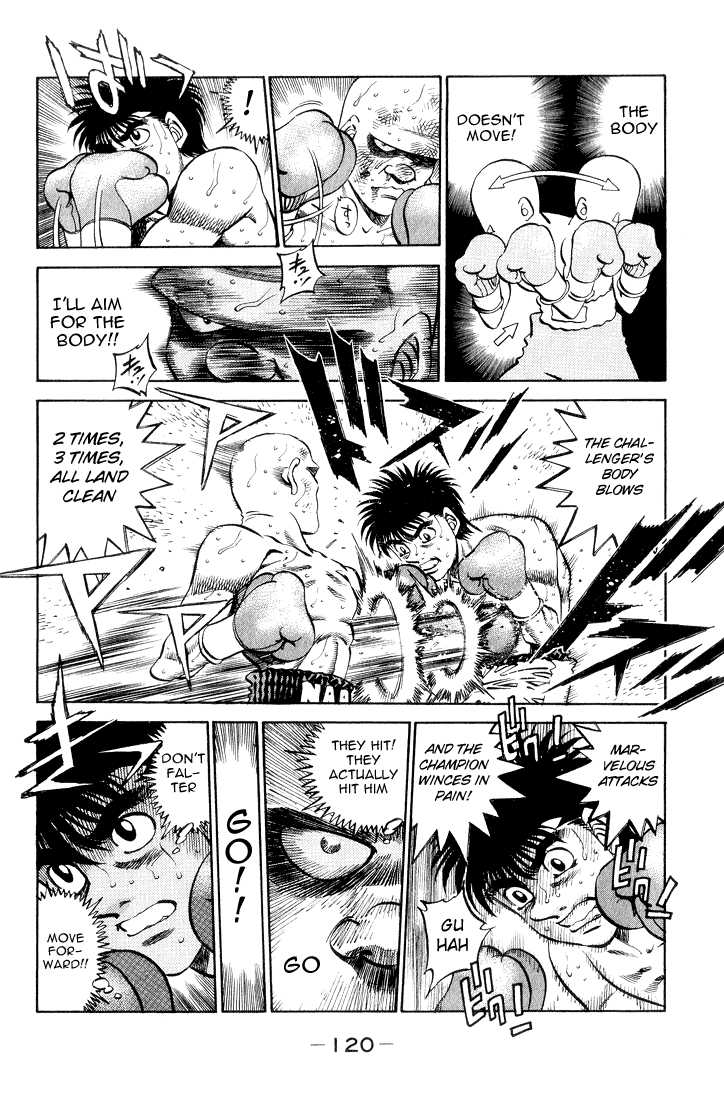 THE
BODY
DOESN'T
MOVE!
!
I'LL AIM
FOR THE
BODY!!
THE CHAL-
LENGER'S
BODY
BLOWS
2 TIMES,
3 TIMES,
ALL LAND
CLEAN
MAR-
VELOUS
ATTACKS
AND THE
CHAMPION
WINCES IN
PAIN!
GU
HAH
THEY HIT!
THEY
ACTUALLY
HIT HIM
GO
GO!!
DON'T
FAL-
TER
MOVE
FOR-
WARD!!
—120—